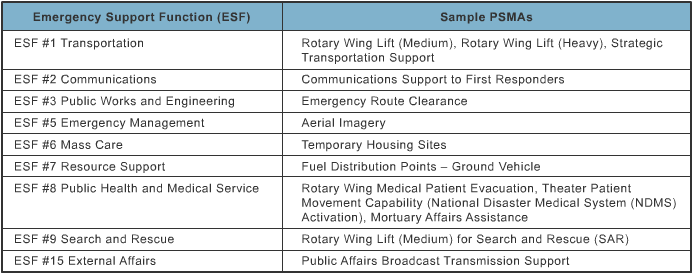 Emergency Support Function (ESF) Sample PSMAs
ESF #1 Transportation Rotary Wing Lift (Medium), Rotary Wing Lift (Heavy), Strategic
Transportation Support
ESF #2 Communications Communications Support to First Responders
ESF #3 Public Works and Engineering Emergency Route Clearance
ESF #5 Emergency Management Aerial Imagery
ESF #6 Mass Care Temporary Housing Sites
ESF #7 Resource Support Fuel Distribution Points – Ground Vehicle
ESF #8 Public Health and Medical Service Rotary Wing Medical Patient Evacuation, Theater Patient
Movement Capability (National Disaster Medical System (NDMS)
Activation), Mortuary Affairs Assistance
ESF #9 Search and Rescue Rotary Wing Lift (Medium) for Search and Rescue (SAR)
ESF #15 External Affairs Public Affairs Broadcast Transmission Support